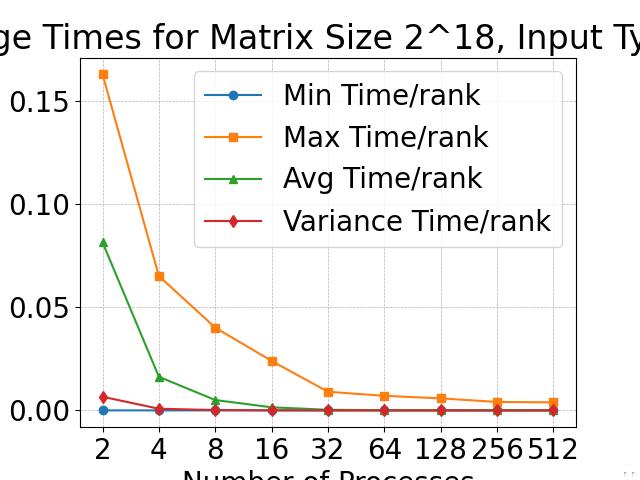 ge Times for Matrix Size 2^18, Input Ty
0.15
0.10
0.05
0.00
Min Time/rank
Max Time/rank
Avg Time/rank
Variance Time/rank
2 4 8 16 32 64 128 256 512
Number of Processes